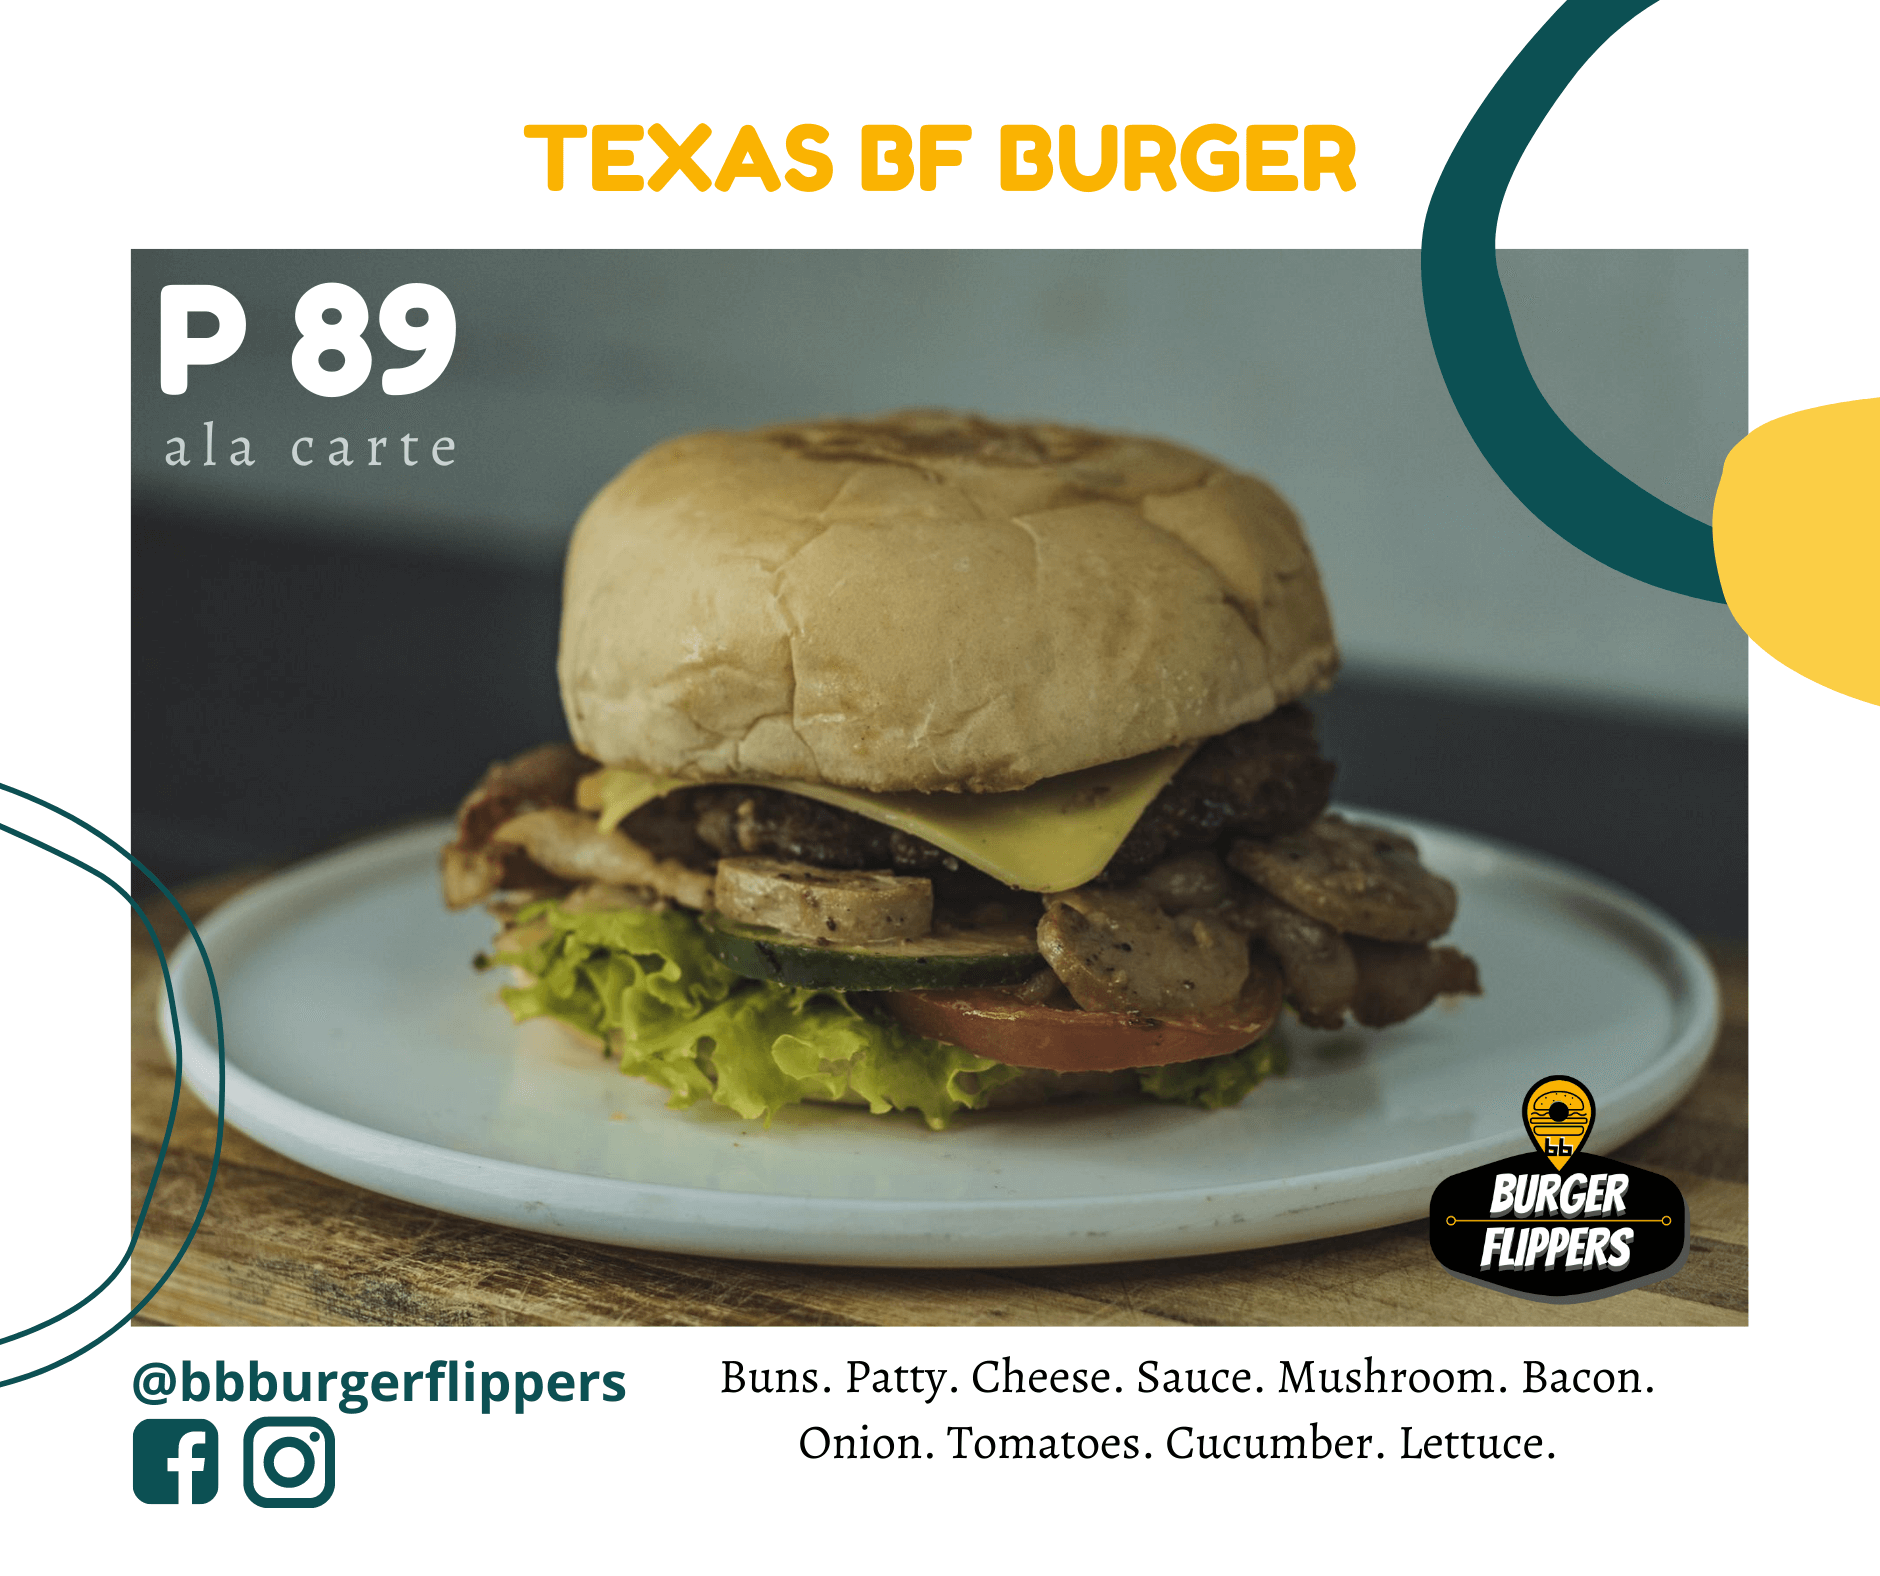 TEXAS BF BURGER
P 89
ala carte
bb
BURGER
FLIPPERS
@bbburgerflippers
Buns. Patty. Cheese. Sauce. Mushroom. Bacon.
Onion. Tomatoes. Cucumber. Lettuce.